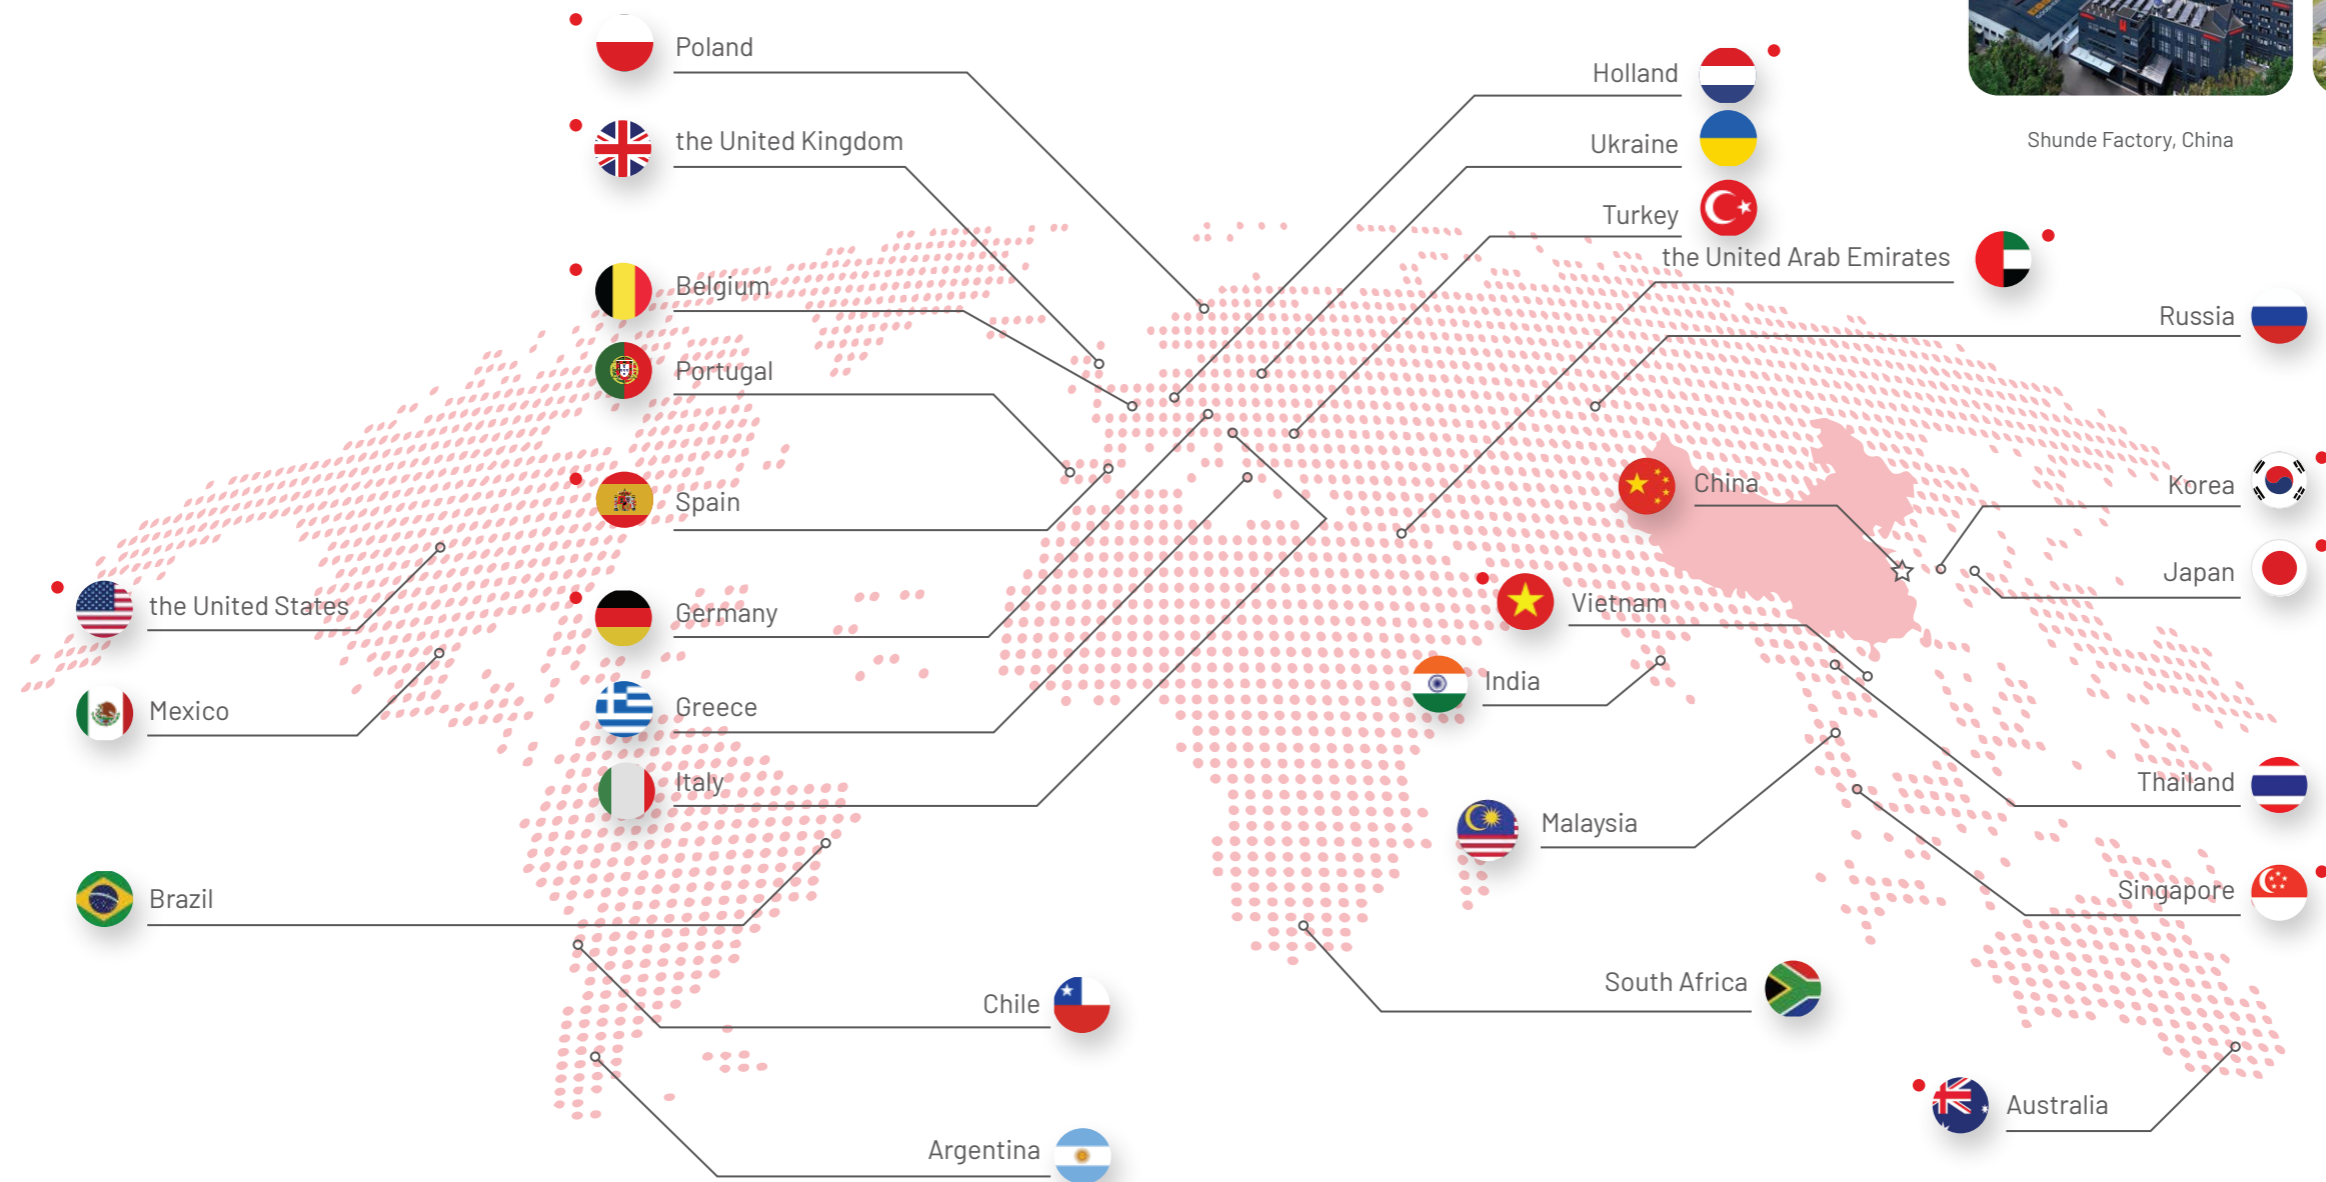 Poland
the United Kingdom
Belgium
Portugal
Spain
Germany
Greece
Italy
the United States
Mexico
Brazil
Chile
Argentina
Holland
Ukraine
Turkey
the United Arab Emirates
Russia
China
Korea
Japan
Vietnam
India
Malaysia
Thailand
Singapore
South Africa
Australia
Shunde Factory, China